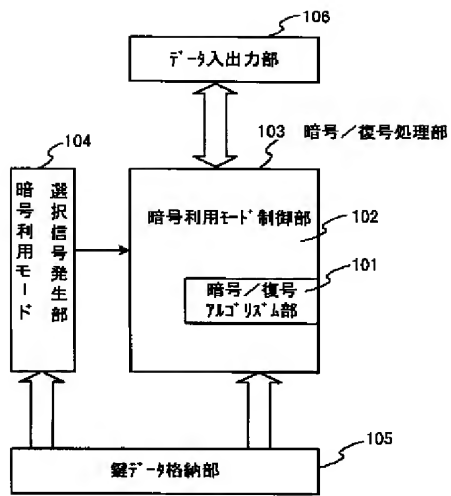 106
データ入出力部
104
103 暗号／復号処理部
暗号利用モード
選択信号発生部
暗号利用モード制御部
102
101
暗号／復号
アルゴリズム部
105
鍵データ格納部